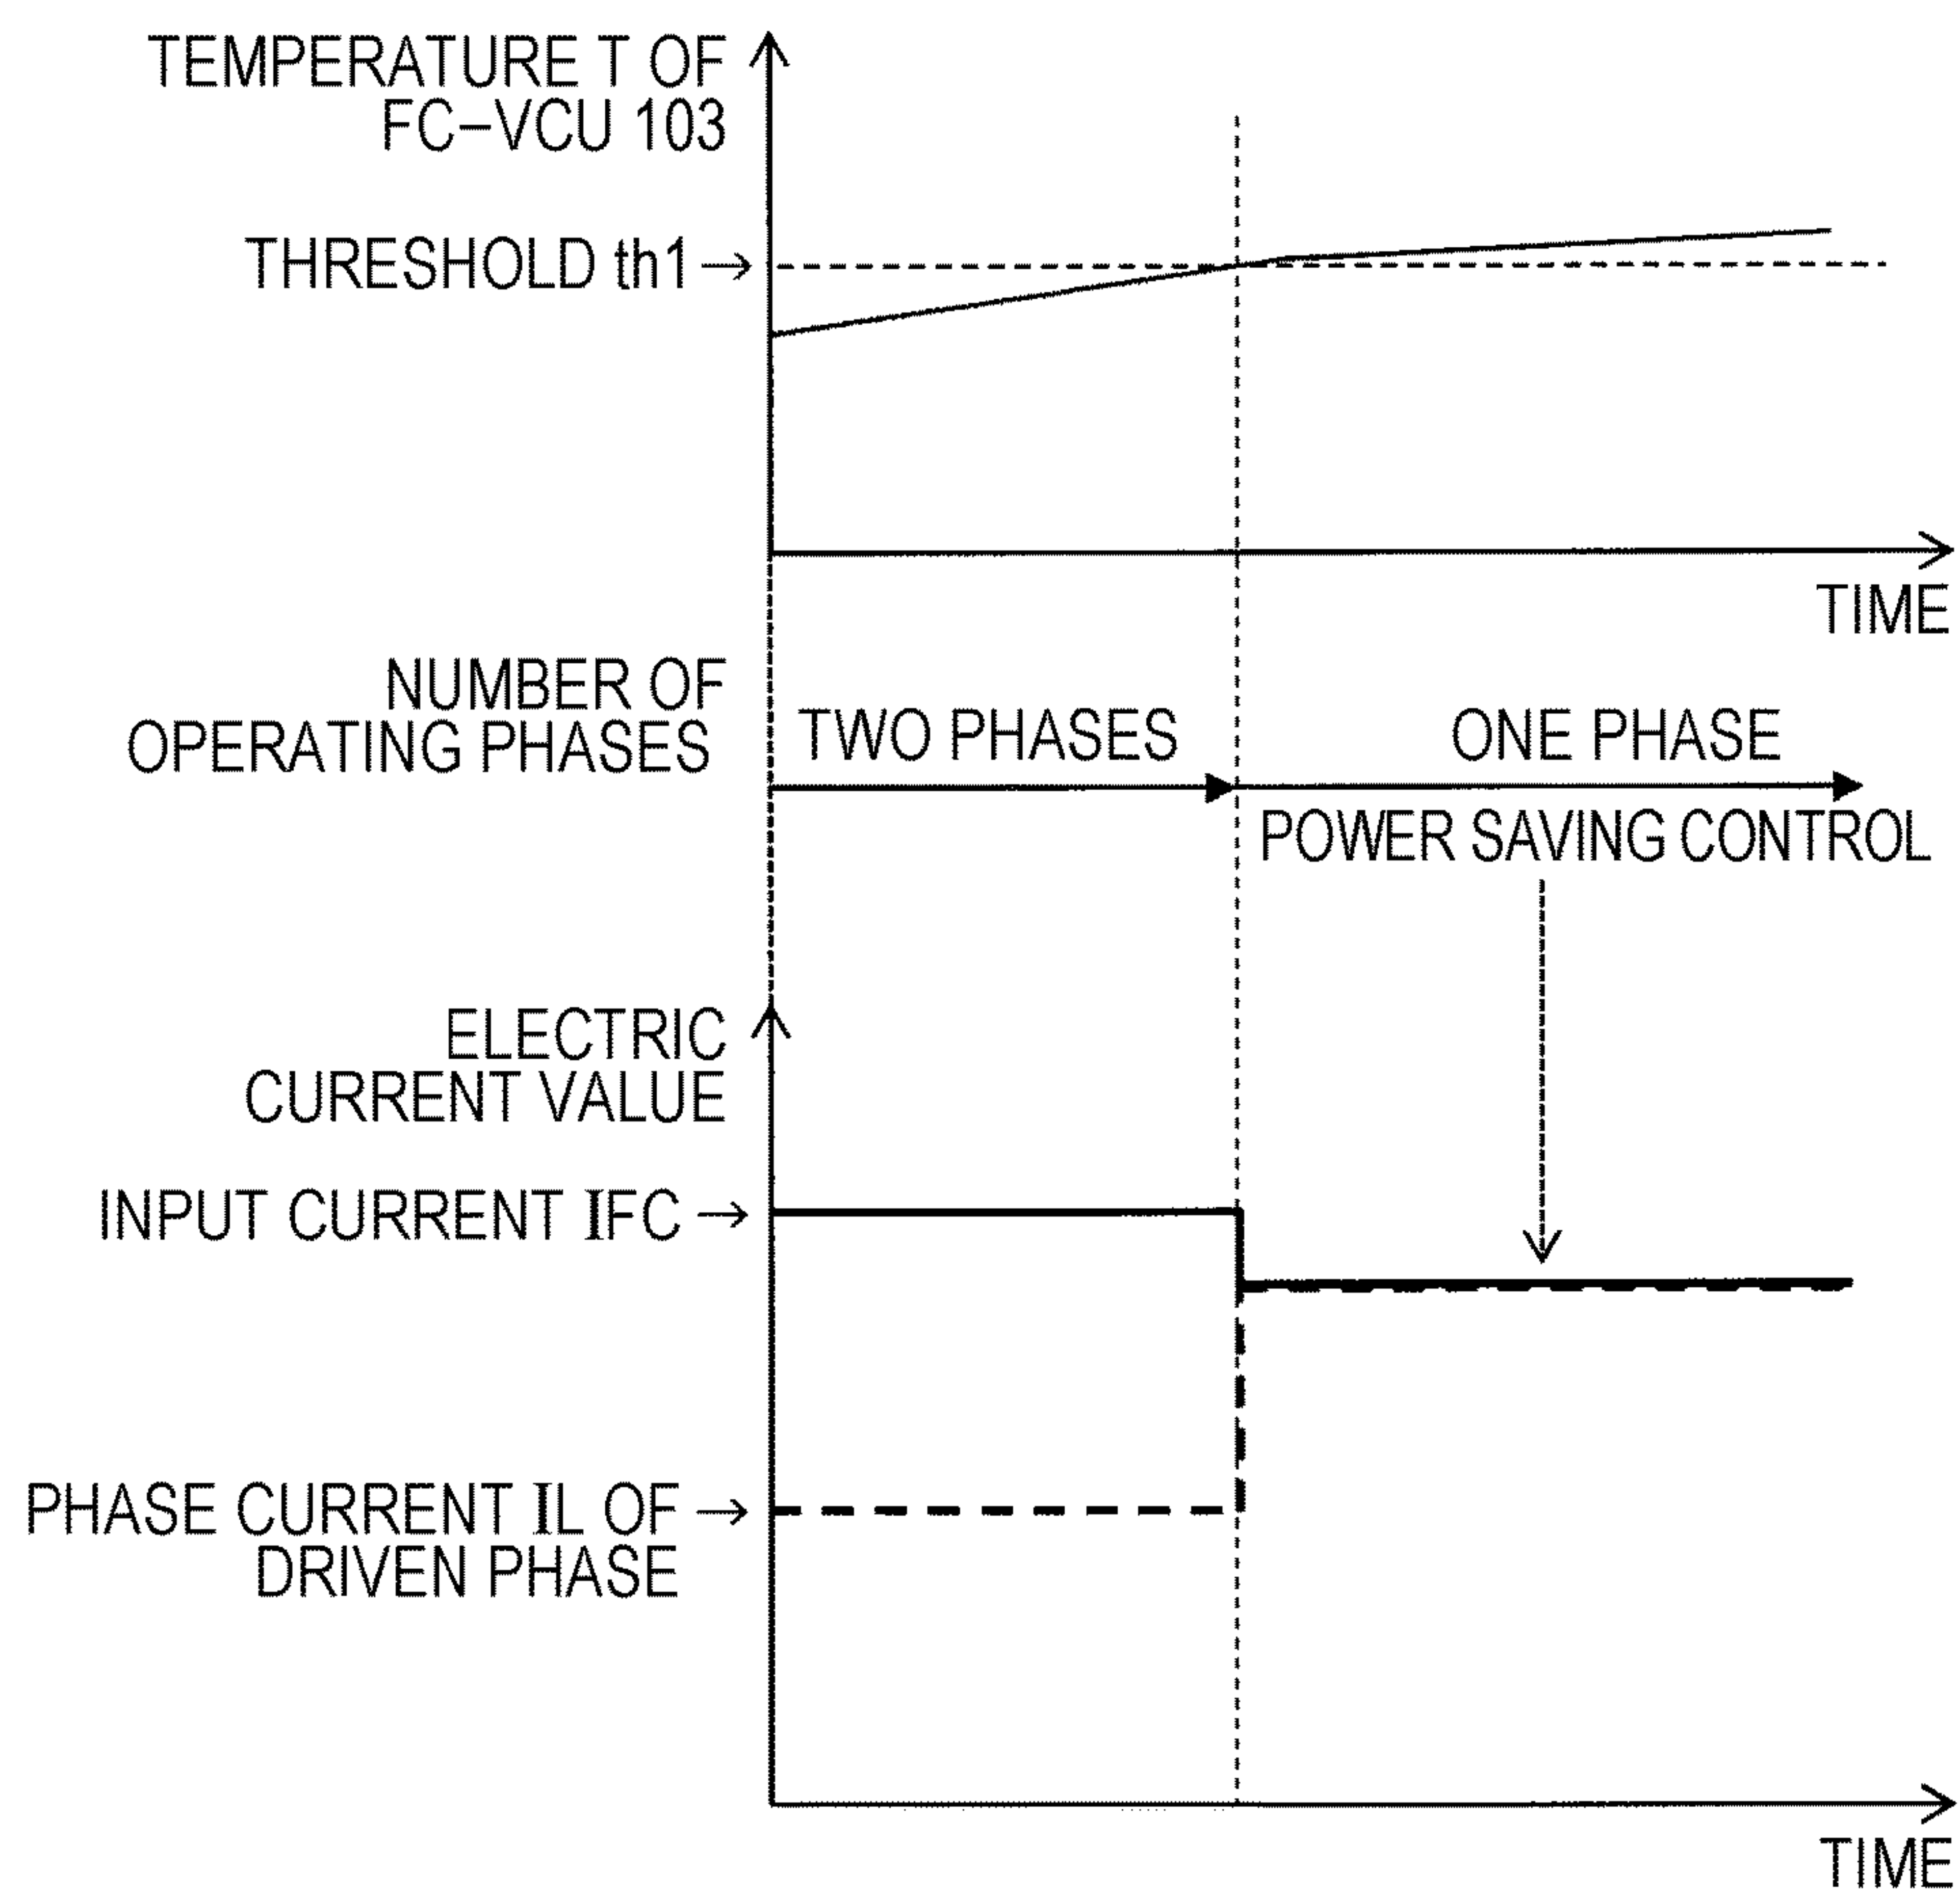 TEMPERATURE T OF
FC-VCU 103
THRESHOLD th1
TIME
NUMBER OF
OPERATING PHASES
TWO PHASES
ONE PHASE
POWER SAVING CONTROL
ELECTRIC
CURRENT VALUE
INPUT CURRENT IFC
PHASE CURRENT IL OF
DRIVEN PHASE
TIME